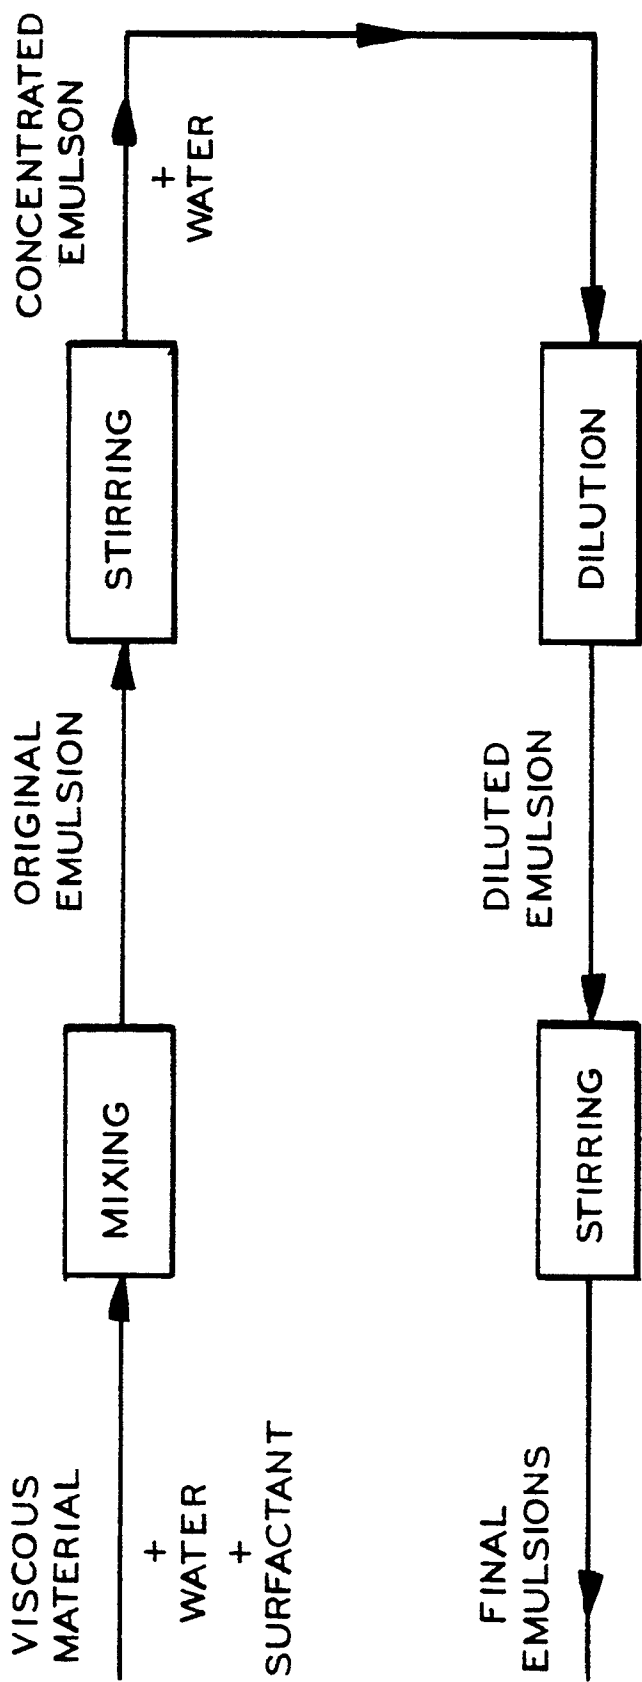 VISCOUS
MATERIAL
+
WATER
+
SURFACTANT
MIXING
ORIGINAL
EMULSION
STIRRING
CONCENTRATED
EMULSON
+
WATER
DILUTION
DILUTED
EMULSION
STIRRING
FINAL
EMULSIONS